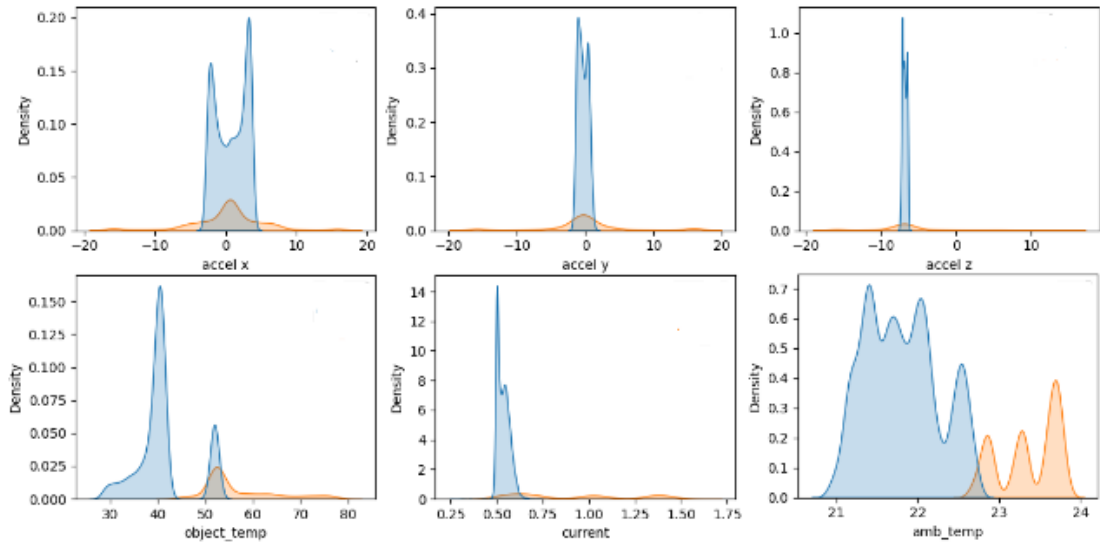 0.20
0.15
0.10
0.05
0.00
Density
−20 −10 0 10 20
accel x
0.4
0.3
0.2
0.1
0.0
Density
−20 −10 0 10 20
accel y
1.0
0.8
0.6
0.4
0.2
0.0
Density
−20 −10 0 10
accel z
0.150
0.125
0.100
0.075
0.050
0.025
0.000
Density
30 40 50 60 70 80
object_temp
14
12
10
8
6
4
2
0
Density
0.25 0.50 0.75 1.00 1.25 1.50 1.75
current
0.7
0.6
0.5
0.4
0.3
0.2
0.1
0.0
Density
21 22 23 24
amb_temp